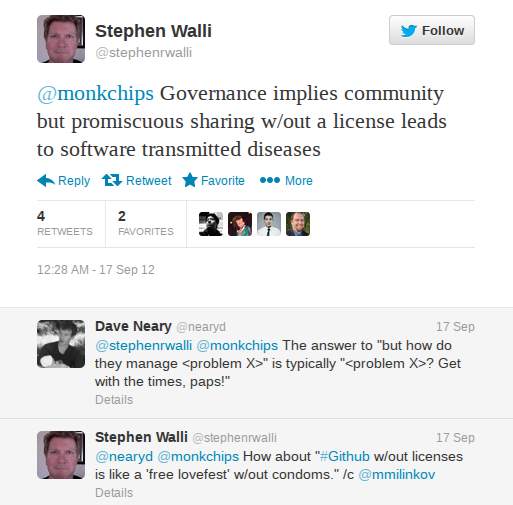 Stephen Walli
@stephenrwalli
Follow
@monkchips Governance implies community
but promiscuous sharing w/out a license leads
to software transmitted diseases
Reply Retweet Favorite More
4
RETWEETS
2
FAVORITES
12:28 AM - 17 Sep 12
Dave Neary @nearyd 17 Sep
@stephenrwalli @monkchips The answer to "but how do
they manage <problem X>" is typically "<problem X>? Get
with the times, paps!"
Details
Stephen Walli @stephenrwalli 17 Sep
@nearyd @monkchips How about "#Github w/out licenses
is like a 'free lovefest' w/out condoms." /c @mmilinkov
Details